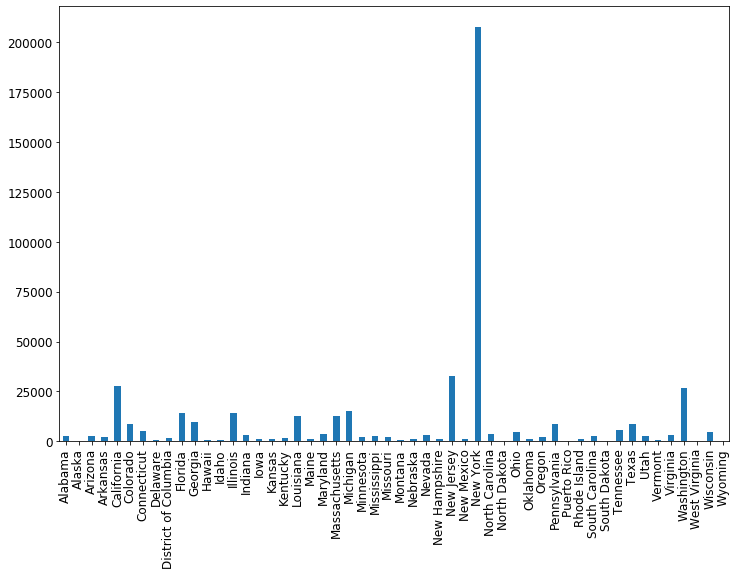 200000
175000
150000
125000
100000
75000
50000
25000
0
Alabama
Alaska
Arizona
Arkansas
California
Colorado
Connecticut
Delaware
District of Columbia
Florida
Georgia
Hawaii
Idaho
Illinois
Indiana
Iowa
Kansas
Kentucky
Louisiana
Maine
Maryland
Massachusetts
Michigan
Minnesota
Mississippi
Missouri
Montana
Nebraska
Nevada
New Hampshire
New Jersey
New Mexico
New York
North Carolina
North Dakota
Ohio
Oklahoma
Oregon
Pennsylvania
Puerto Rico
Rhode Island
South Carolina
South Dakota
Tennessee
Texas
Utah
Vermont
Virginia
Washington
West Virginia
Wisconsin
Wyoming